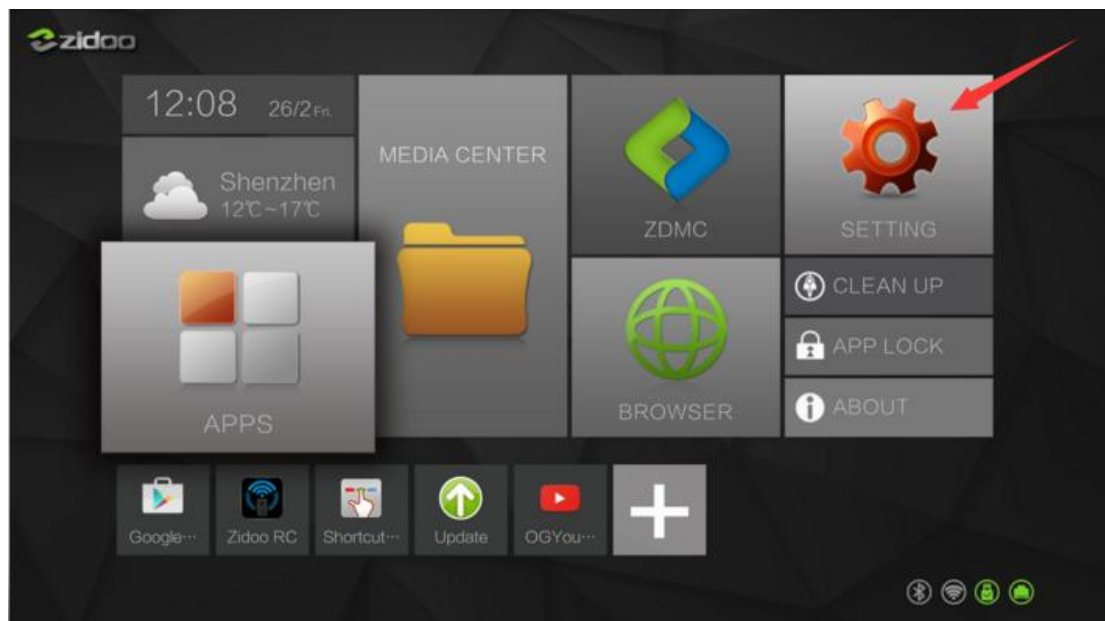 zidoo
12:08 26/2 Fri.
Shenzhen
12℃~17℃
MEDIA CENTER
ZDMC
SETTING
APPS
BROWSER
CLEAN UP
APP LOCK
ABOUT
Google···
Zidoo RC
Shortcut···
Update
OGYou···